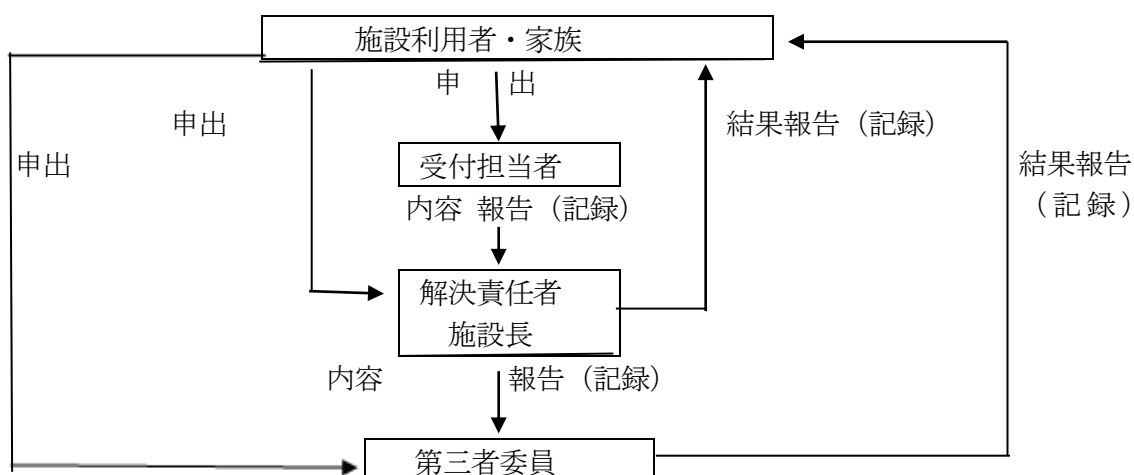 施設利用者・家族
申 出
申出
結果報告（記録）
申出
受付担当者
結果報告
（記録）
内容 報告（記録）
解決責任者
施設長
内容 報告（記録）
第三者委員